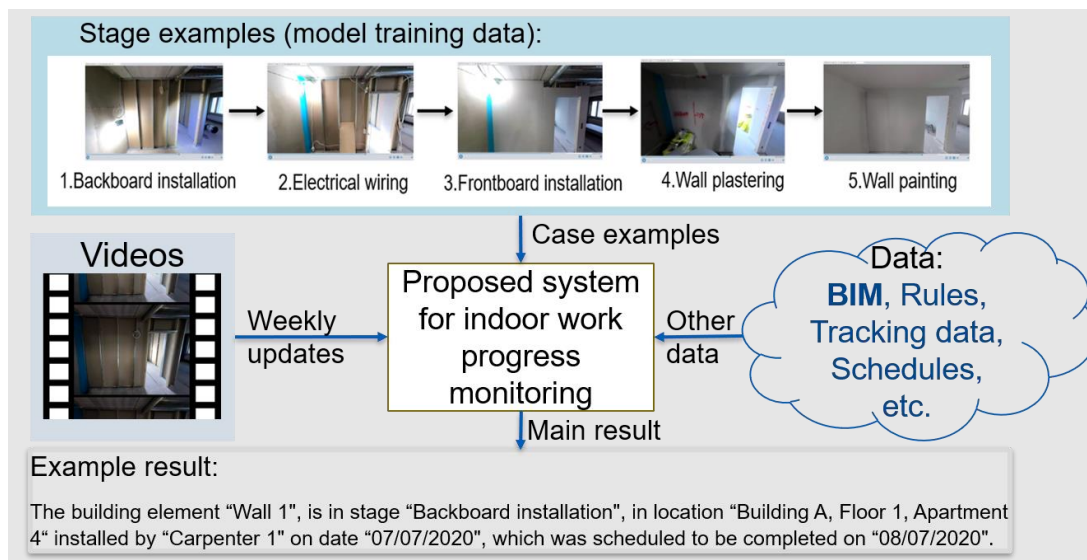 Stage examples (model training data):
1.Backboard installation
2.Electrical wiring
3.Frontboard installation
4.Wall plastering
5.Wall painting
Case examples
Videos
Weekly
updates
Proposed system
for indoor work
progress
monitoring
Other
data
Data:
BIM, Rules,
Tracking data,
Schedules,
etc.
Main result
Example result:
The building element “Wall 1", is in stage “Backboard installation", in location “Building A, Floor 1, Apartment
4“ installed by “Carpenter 1" on date “07/07/2020", which was scheduled to be completed on “08/07/2020".